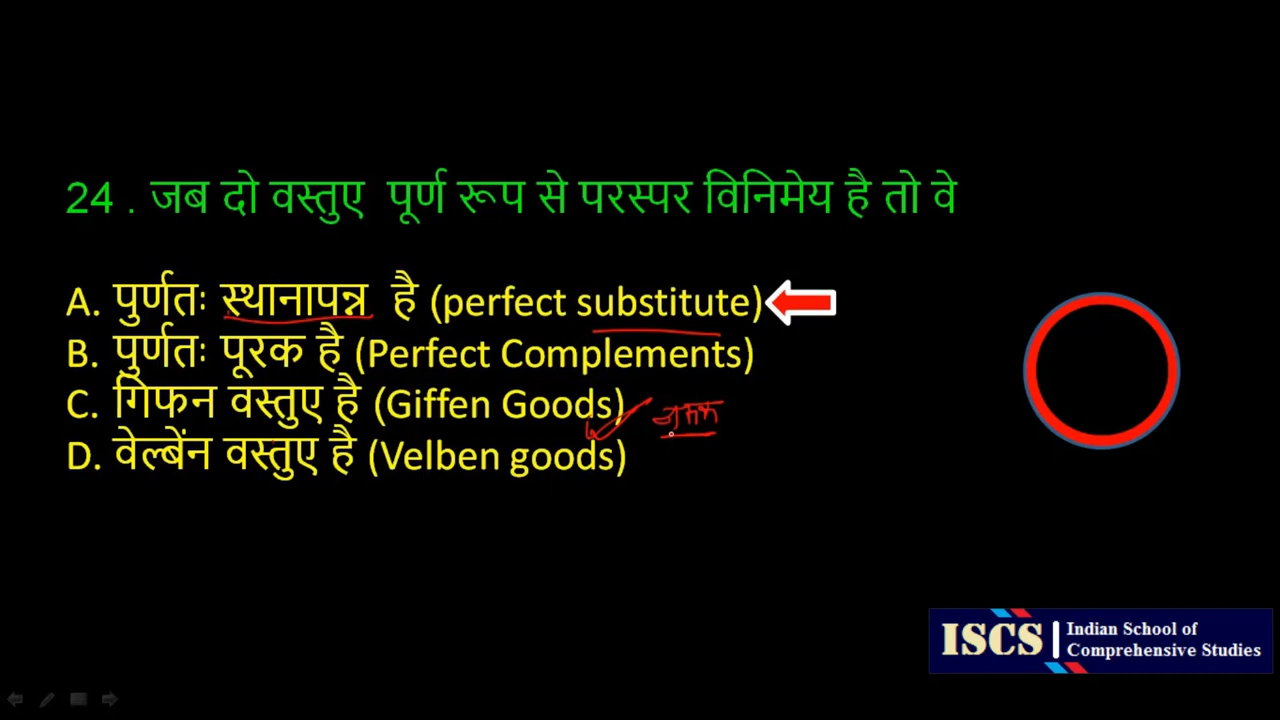 24 . जब दो वस्तुए पूर्ण रूप से परस्पर विनिमेय है तो वे
A. पुर्णतः स्थानापन्न है (perfect substitute)
B. पुर्णतः पूरक है (Perfect Complements)
C. गिफन वस्तुए है (Giffen Goods)
D. वेल्बेंन वस्तुए है (Velben goods)
ISCS
Indian School of
Comprehensive Studies